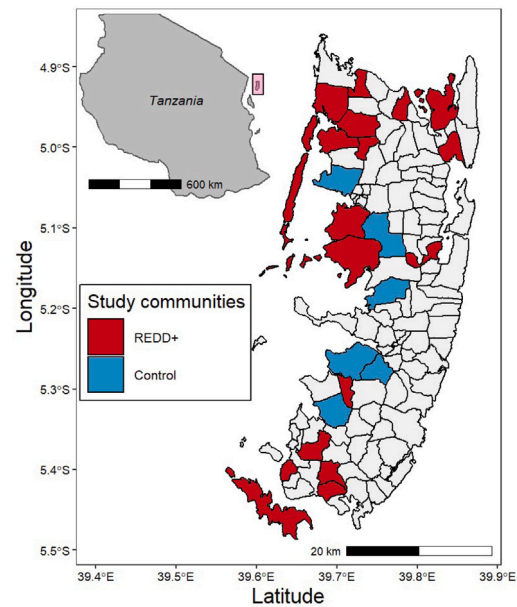 Tanzania
600 km
4.9°S
5.0°S
5.1°S
5.2°S
5.3°S
5.4°S
5.5°S
Longitude
Study communities
REDD+
Control
20 km
39.4°E
39.5°E
39.6°E
39.7°E
39.8°E
39.9°E
Latitude